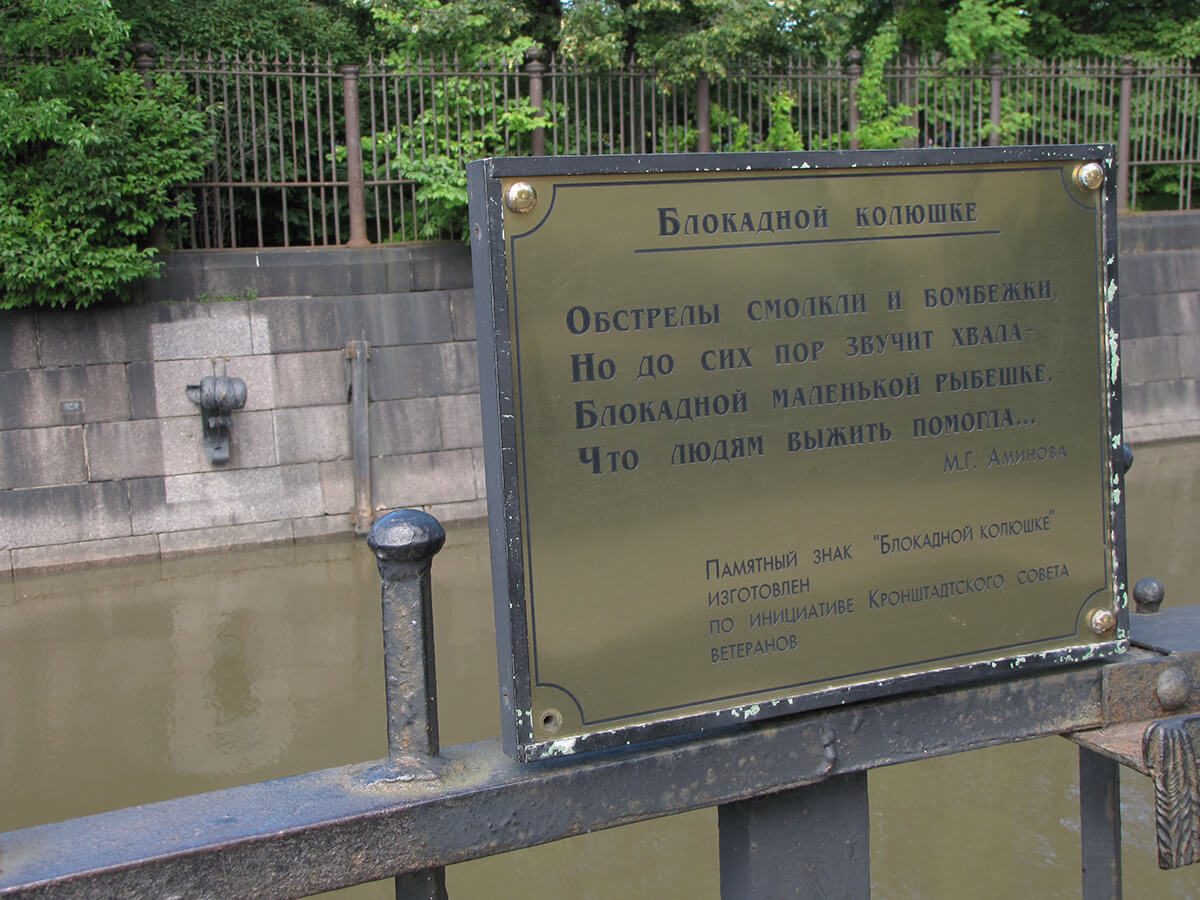 Блокадной колюшке
Обстрелы смолкли и бомбежки,
Но до сих пор звучит хвала-
Блокадной маленькой рыбешке,
Что людям выжить помогла...
М.Г. Аминова
Памятный знак "Блокадной колюшке"
изготовлен
по инициативе Кронштадтского совета
ветеранов